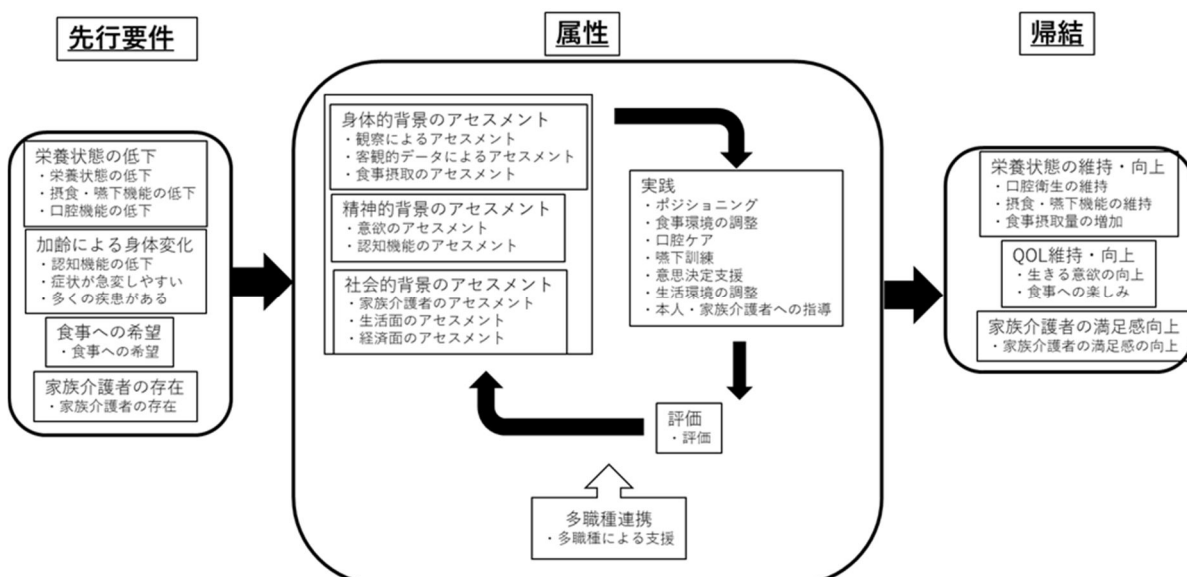 先行要件
栄養状態の低下
・栄養状態の低下
・摂食・嚥下機能の低下
・口腔機能の低下
加齢による身体変化
・認知機能の低下
・症状が急変しやすい
・多くの疾患がある
食事への希望
・食事への希望
家族介護者の存在
・家族介護者の存在
属性
身体的背景のアセスメント
・観察によるアセスメント
・客観的データによるアセスメント
・食事摂取のアセスメント
精神的背景のアセスメント
・意欲のアセスメント
・認知機能のアセスメント
社会的背景のアセスメント
・家族介護者のアセスメント
・生活面のアセスメント
・経済面のアセスメント
実践
・ポジショニング
・食事環境の調整
・口腔ケア
・嚥下訓練
・意思決定支援
・生活環境の調整
・本人・家族介護者への指導
評価
・評価
多職種連携
・多職種による支援
帰結
栄養状態の維持・向上
・口腔衛生の維持
・摂食・嚥下機能の維持
・食事摂取量の増加
QOL維持・向上
・生きる意欲の向上
・食事への楽しみ
家族介護者の満足感向上
・家族介護者の満足感の向上